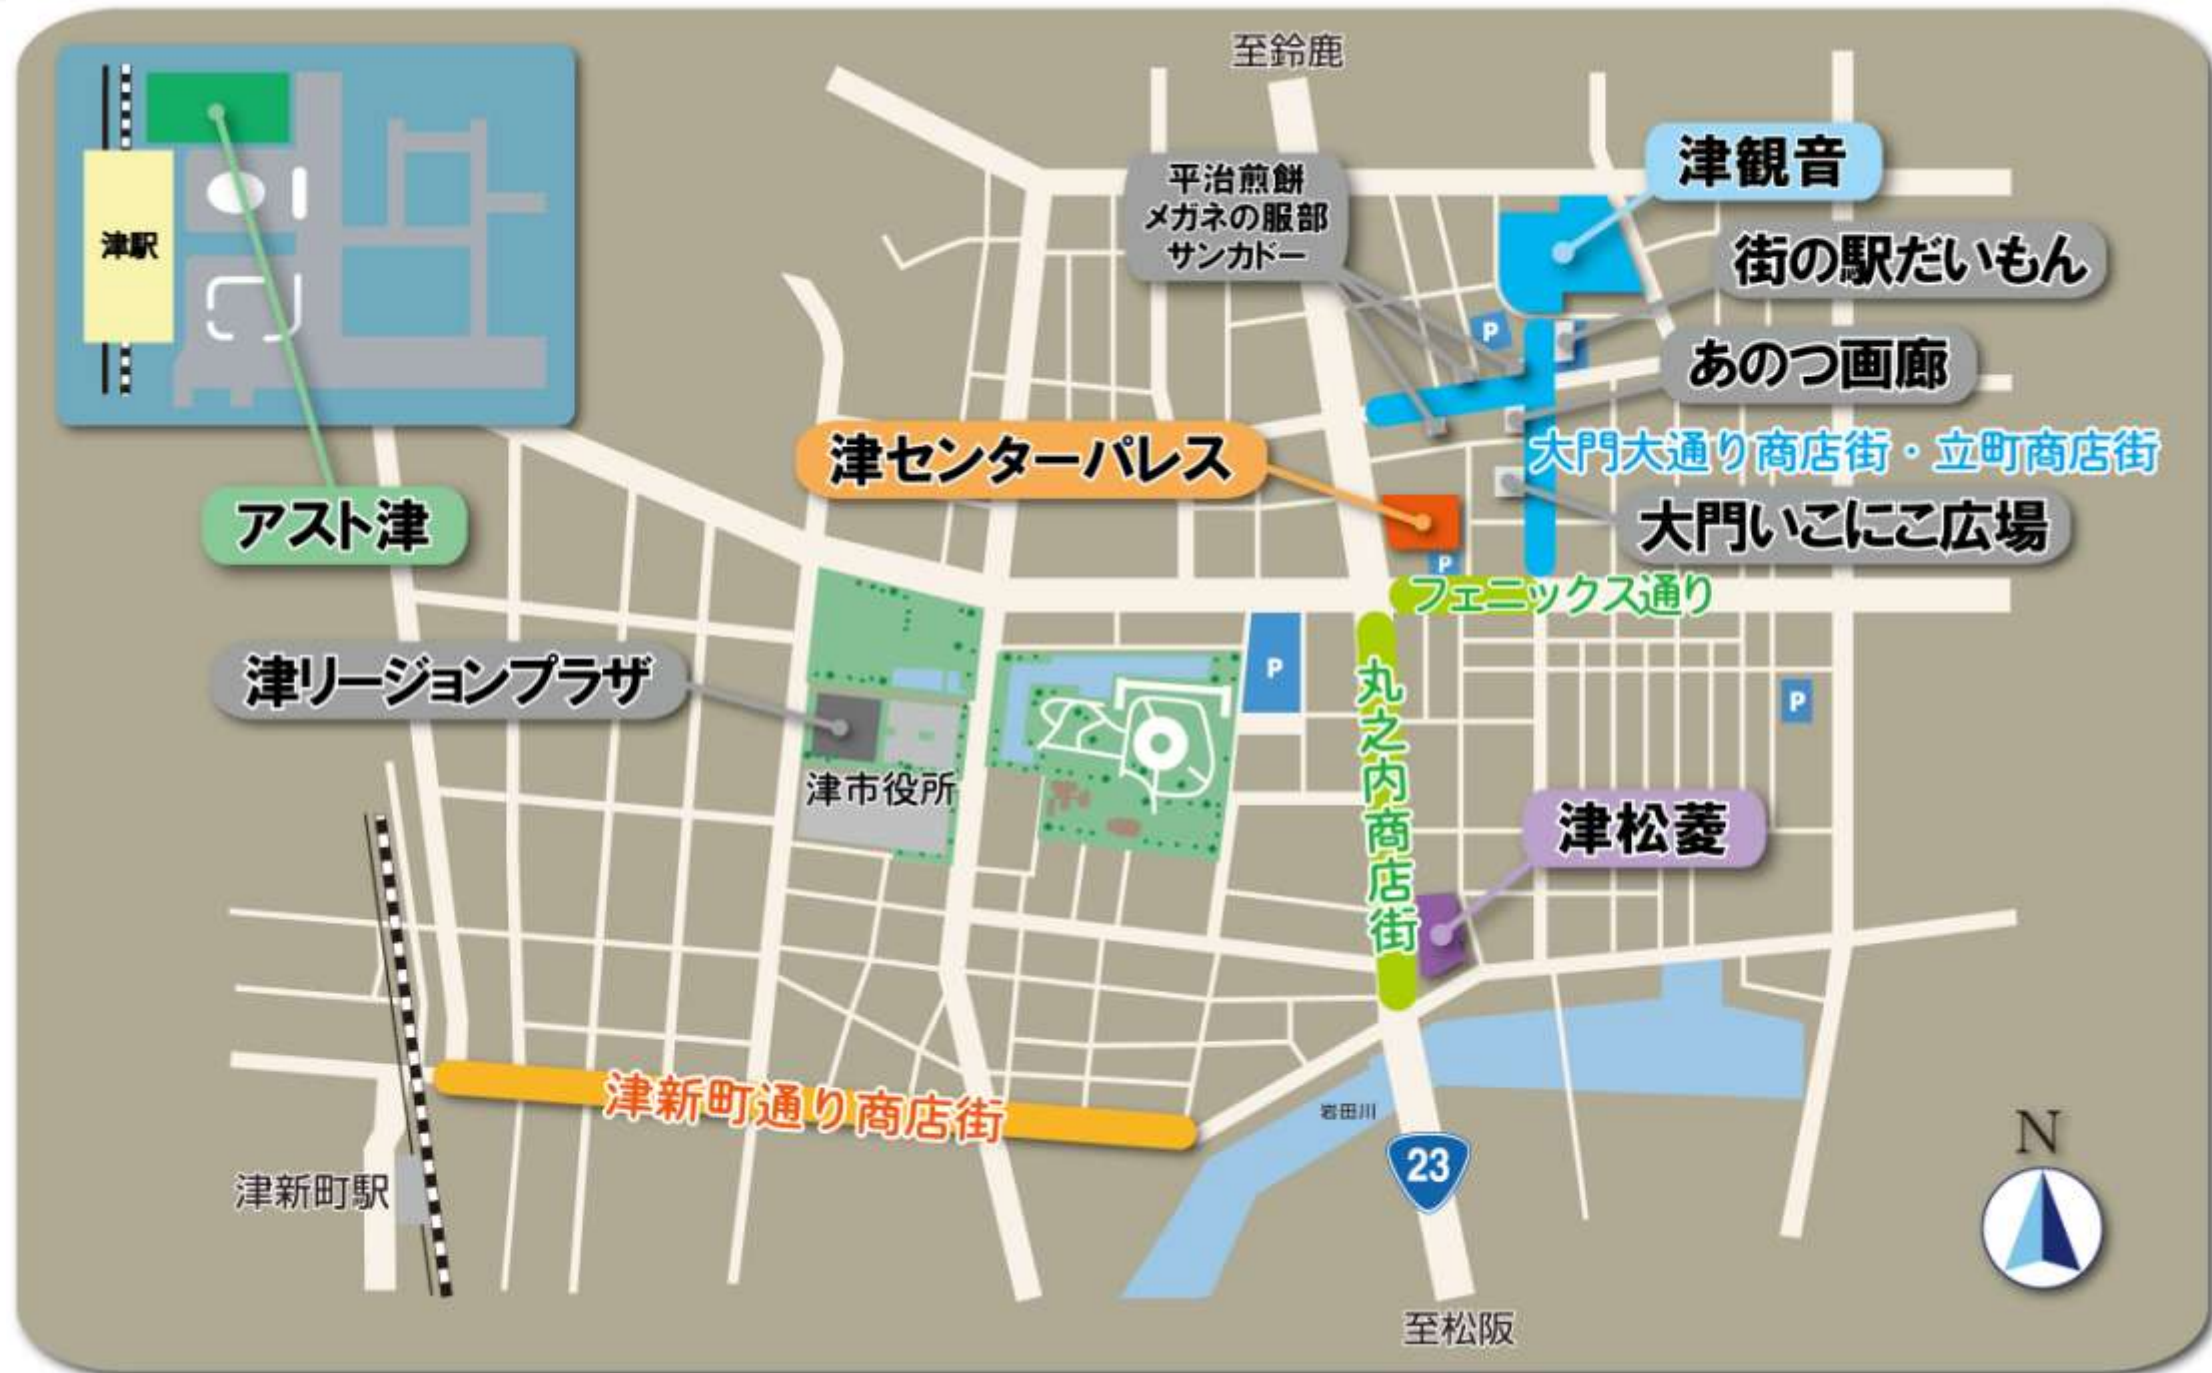 至鈴鹿
津観音
平治煎餅
メガネの服部
サンカドー
津駅
街の駅だいもん
P
あのつ画廊
津センターパレス
大門大通り商店街・立町商店街
アスト津
大門いこにこ広場
P
フェニックス通り
津リージョンプラザ
P
P
丸之内商店街
津市役所
津松菱
津新町通り商店街
岩田川
23
N
津新町駅
至松阪